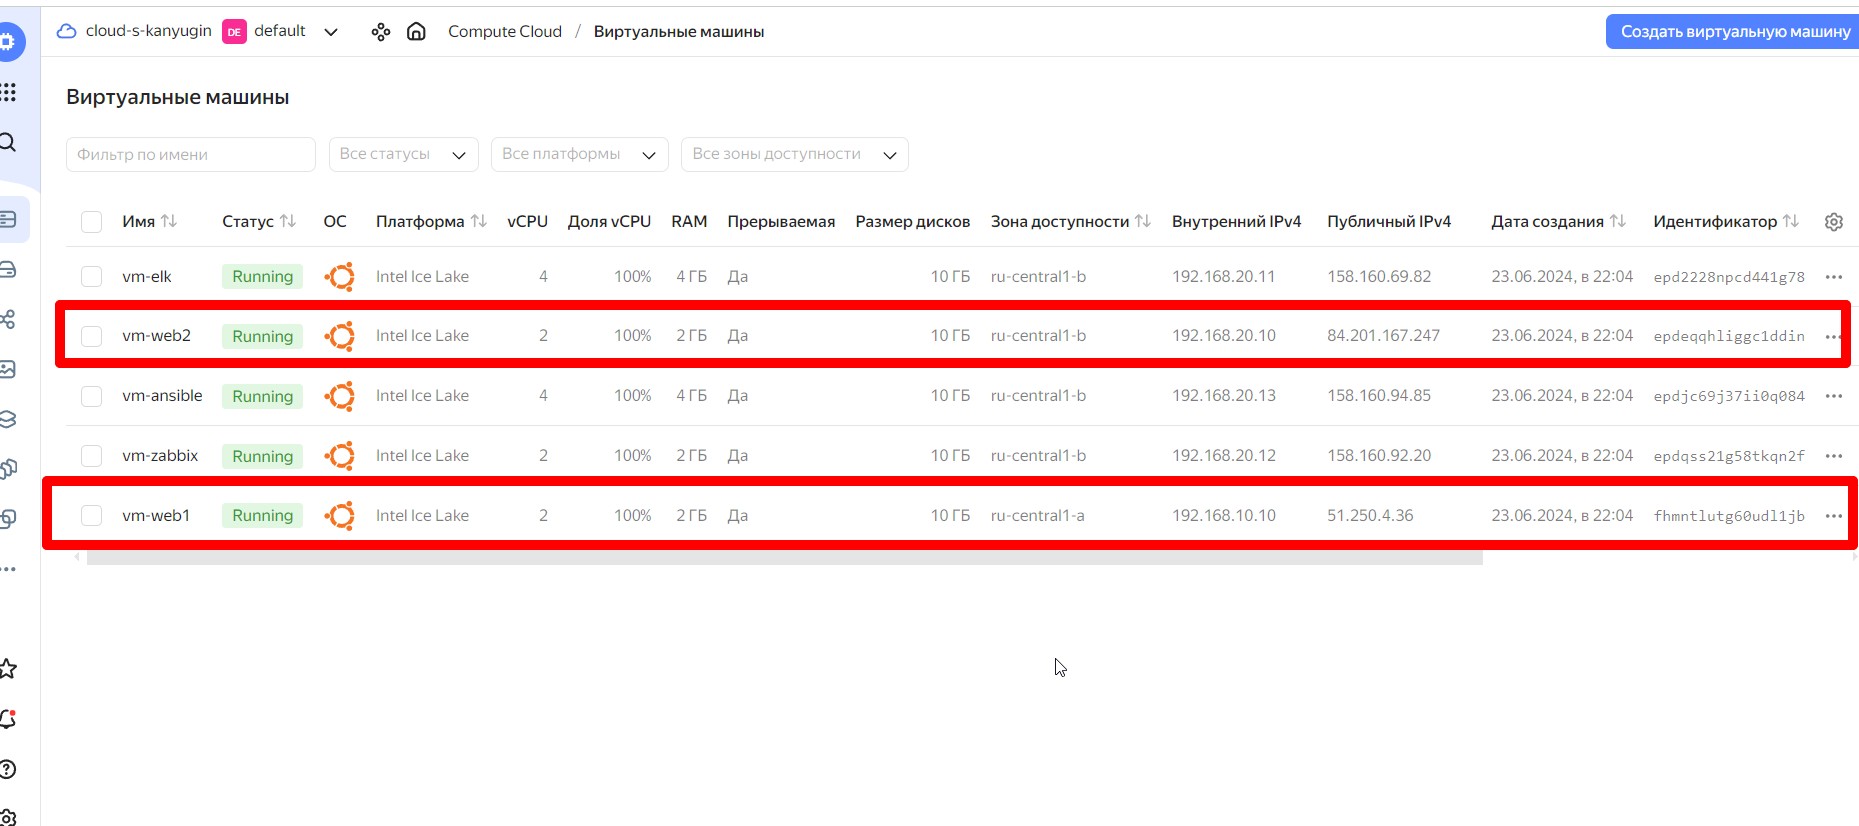 cloud-s-kanyugin DE default Compute Cloud / Виртуальные машины Создать виртуальную машину
Виртуальные машины
Фильтр по имени Все статусы Все платформы Все зоны доступности
Имя Статус ОС Платформа vCPU Доля vCPU RAM Прерываемая Размер дисков Зона доступности Внутренний IPv4 Публичный IPv4 Дата создания Идентификатор
vm-elk Running Intel Ice Lake 4 100% 4 ГБ Да 10 ГБ ru-central1-b 192.168.20.11 158.160.69.82 23.06.2024, в 22:04 epd2228npcd441g78
vm-web2 Running Intel Ice Lake 2 100% 2 ГБ Да 10 ГБ ru-central1-b 192.168.20.10 84.201.167.247 23.06.2024, в 22:04 epdeqqhliggc1ddin
vm-ansible Running Intel Ice Lake 4 100% 4 ГБ Да 10 ГБ ru-central1-b 192.168.20.13 158.160.94.85 23.06.2024, в 22:04 epdjc69j37ii0q084
vm-zabbix Running Intel Ice Lake 2 100% 2 ГБ Да 10 ГБ ru-central1-b 192.168.20.12 158.160.92.20 23.06.2024, в 22:04 epdqss21g58tkqn2f
vm-web1 Running Intel Ice Lake 2 100% 2 ГБ Да 10 ГБ ru-central1-a 192.168.10.10 51.250.4.36 23.06.2024, в 22:04 fhmntlutg60udl1jb